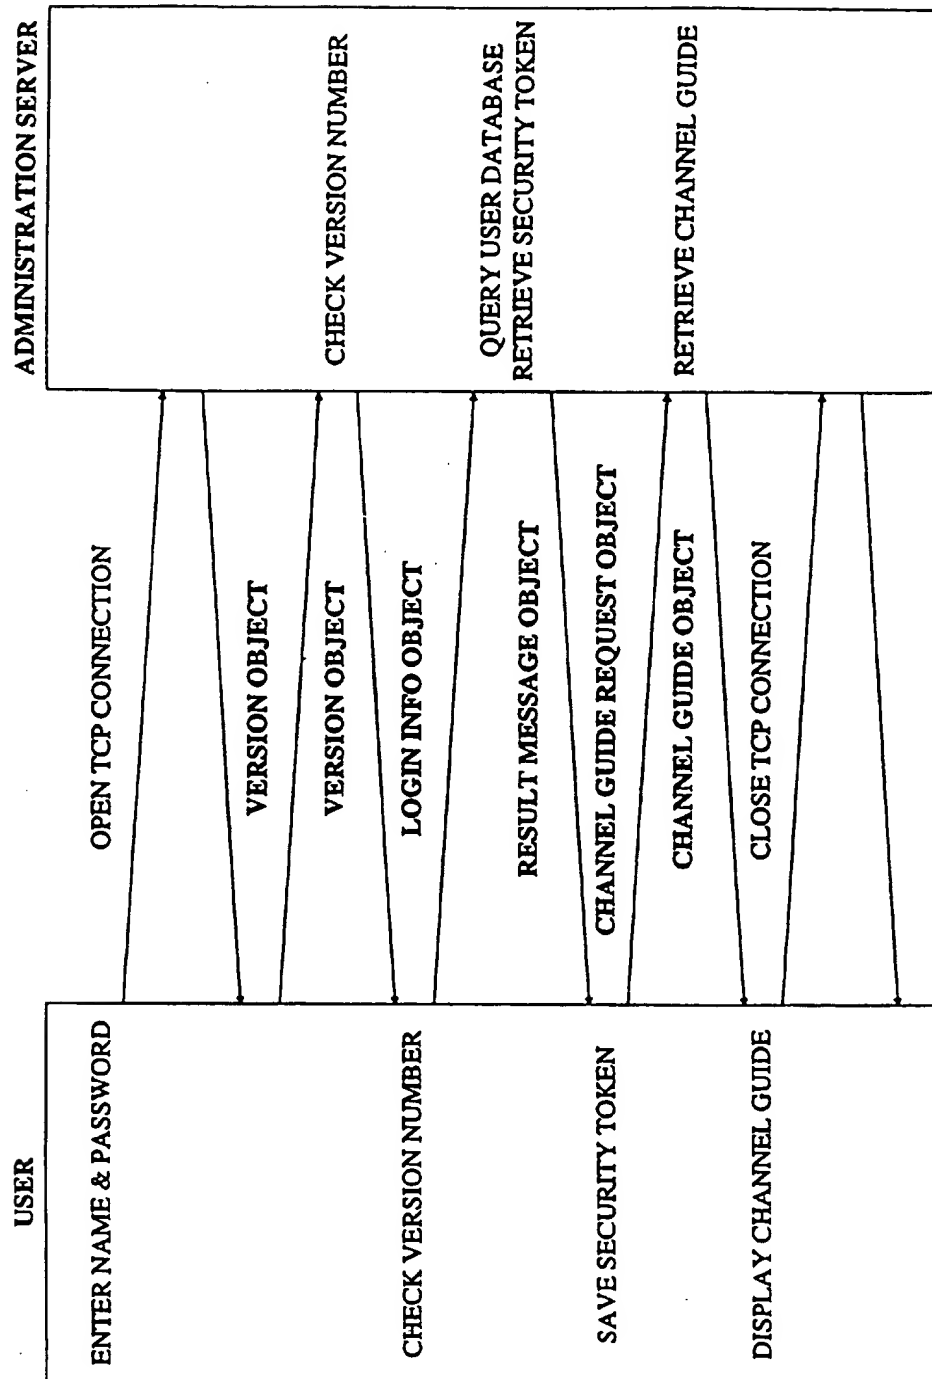 USER
ADMINISTRATION SERVER
ENTER NAME & PASSWORD
OPEN TCP CONNECTION
VERSION OBJECT
VERSION OBJECT
CHECK VERSION NUMBER
CHECK VERSION NUMBER
LOGIN INFO OBJECT
QUERY USER DATABASE
RETRIEVE SECURITY TOKEN
RESULT MESSAGE OBJECT
SAVE SECURITY TOKEN
CHANNEL GUIDE REQUEST OBJECT
RETRIEVE CHANNEL GUIDE
CHANNEL GUIDE OBJECT
DISPLAY CHANNEL GUIDE
CLOSE TCP CONNECTION